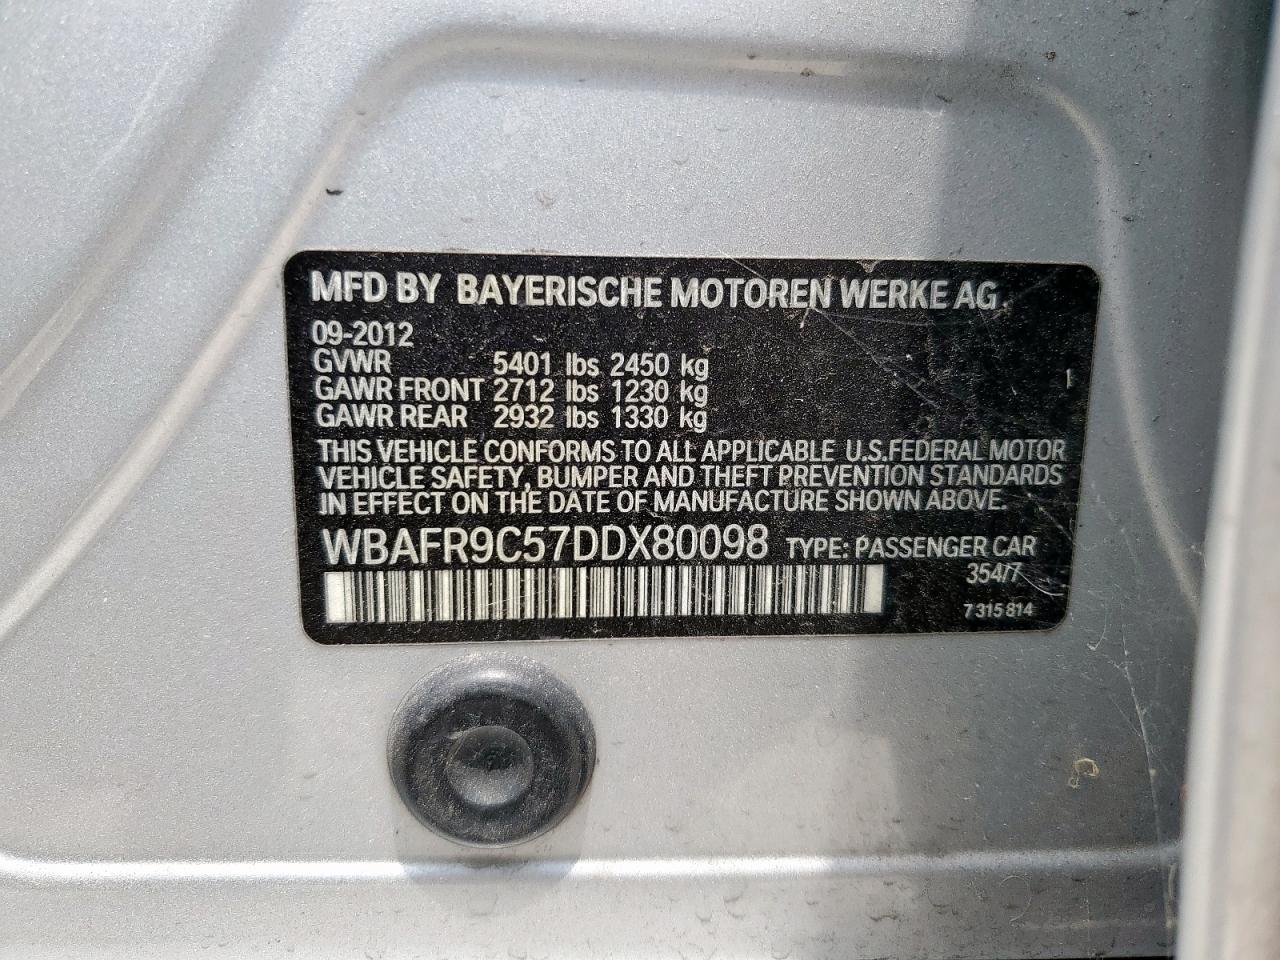 MFD BY BAYERISCHE MOTOREN WERKE AG
09-2012
GVWR 5401 lbs 2450 kg
GAWR FRONT 2712 lbs 1230 kg
GAWR REAR 2932 lbs 1330 kg
THIS VEHICLE CONFORMS TO ALL APPLICABLE U.S.FEDERAL MOTOR
VEHICLE SAFETY, BUMPER AND THEFT PREVENTION STANDARDS
IN EFFECT ON THE DATE OF MANUFACTURE SHOWN ABOVE.
WBAFR9C57DDX80098 TYPE: PASSENGER CAR
354/7
7 315 814